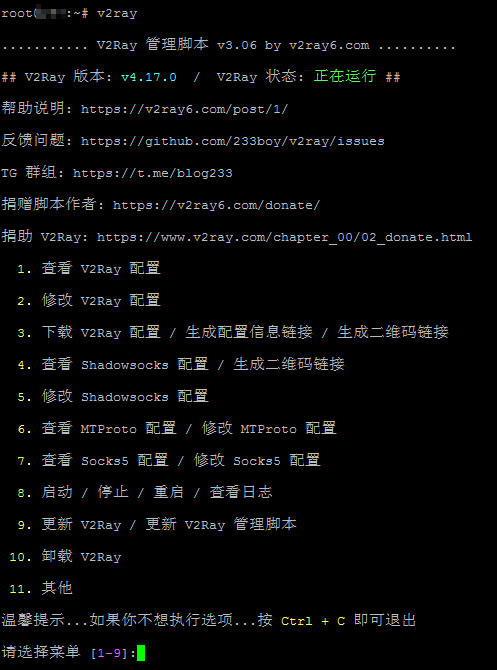 root@ :~# v2ray
........... V2Ray 管理脚本 v3.06 by v2ray6.com ..........
## V2Ray 版本: v4.17.0  /  V2Ray 状态: 正在运行 ##
帮助说明: https://v2ray6.com/post/1/
反馈问题: https://github.com/233boy/v2ray/issues
TG 群组: https://t.me/blog233
捐赠脚本作者: https://v2ray6.com/donate/
捐助 V2Ray: https://www.v2ray.com/chapter_00/02_donate.html
1. 查看 V2Ray 配置
2. 修改 V2Ray 配置
3. 下载 V2Ray 配置 / 生成配置信息链接 / 生成二维码链接
4. 查看 Shadowsocks 配置 / 生成二维码链接
5. 修改 Shadowsocks 配置
6. 查看 MTProto 配置 / 修改 MTProto 配置
7. 查看 Socks5 配置 / 修改 Socks5 配置
8. 启动 / 停止 / 重启 / 查看日志
9. 更新 V2Ray / 更新 V2Ray 管理脚本
10. 卸载 V2Ray
11. 其他
温馨提示...如果你不想执行选项...按 Ctrl + C 即可退出
请选择菜单 [1-9]: